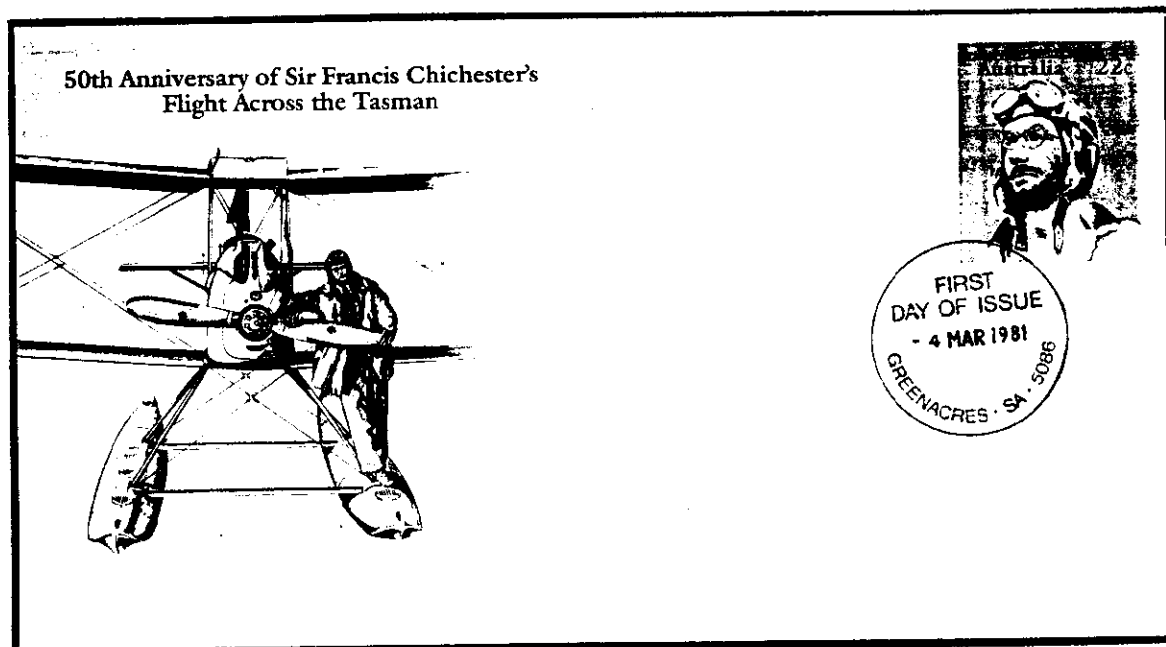 50th Anniversary of Sir Francis Chichester's
Flight Across the Tasman
Australia 22c
FIRST
DAY OF ISSUE
- 4 MAR 1981
GREENACRES · SA · 5086